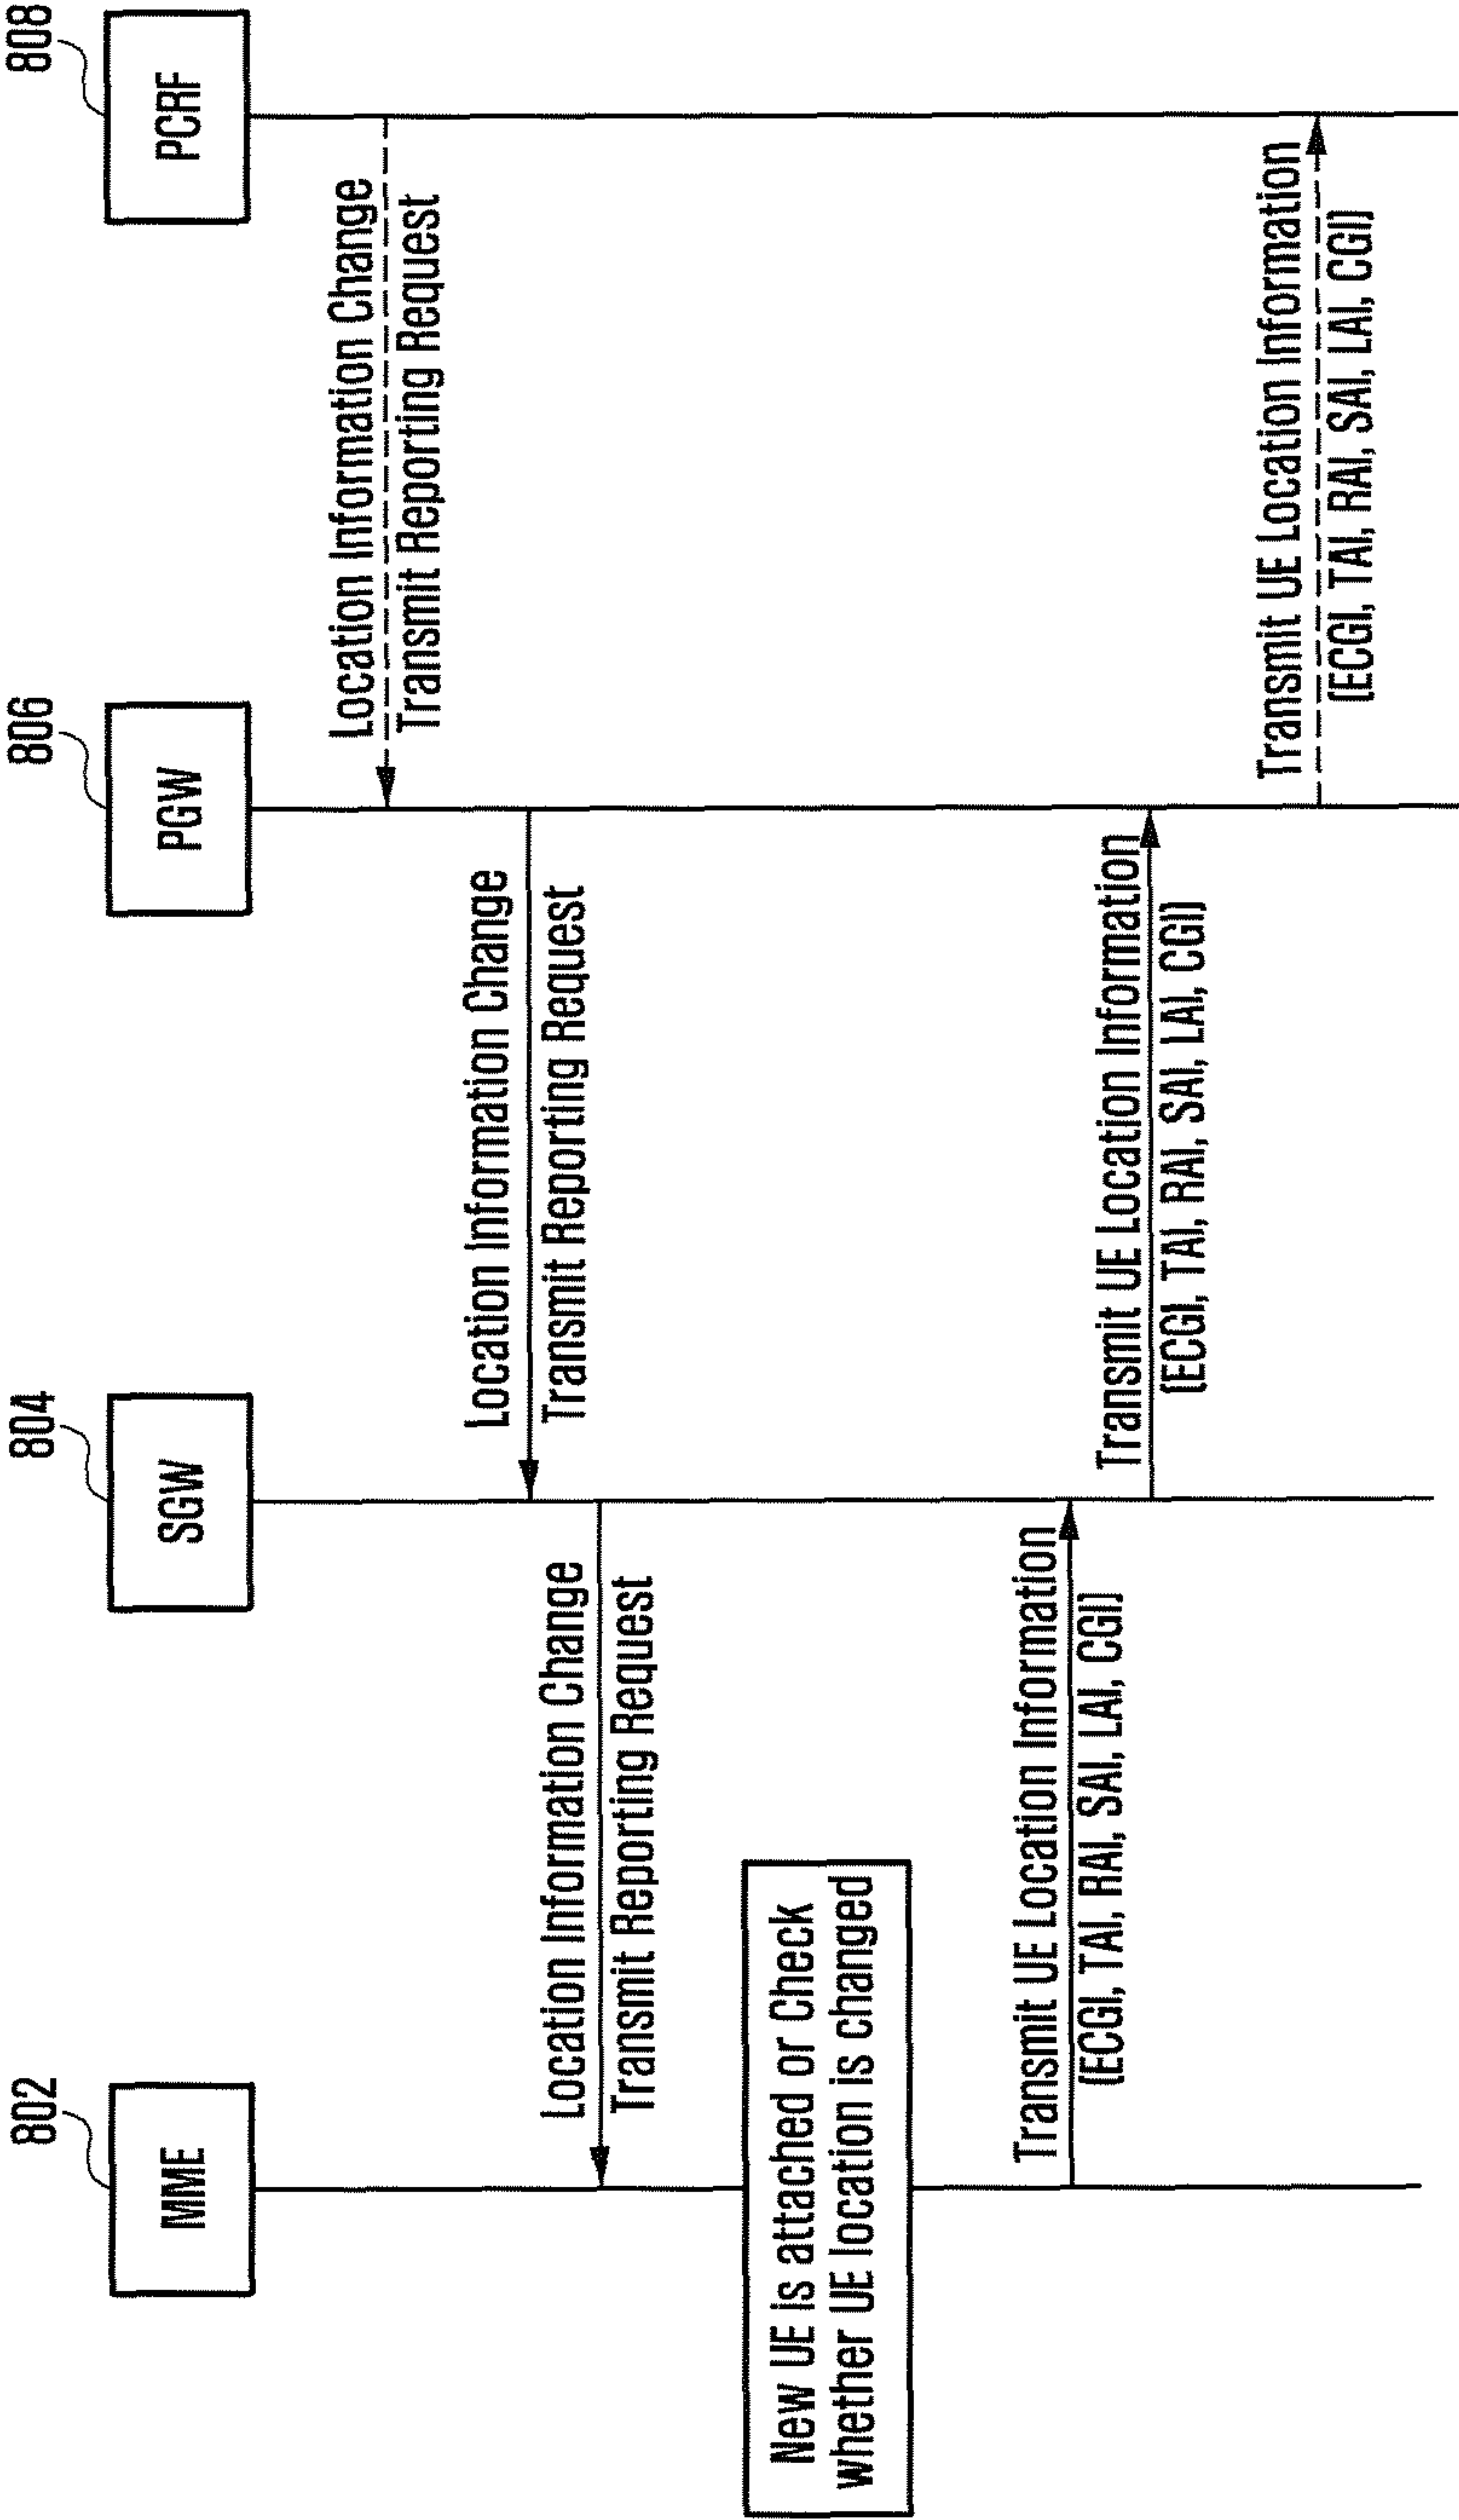 802
804
806
808
MME
SGW
PGW
PCRF
Location Information Change
Transmit Reporting Request
Location Information Change
Transmit Reporting Request
Location Information Change
Transmit Reporting Request
New UE is attached or Check
whether UE location is changed
Transmit UE Location Information
(ECGI, TAI, RAI, SAI, LAI, CGI)
Transmit UE Location Information
(ECGI, TAI, RAI, SAI, LAI, CGI)
Transmit UE Location Information
(ECGI, TAI, RAI, SAI, LAI, CGI)